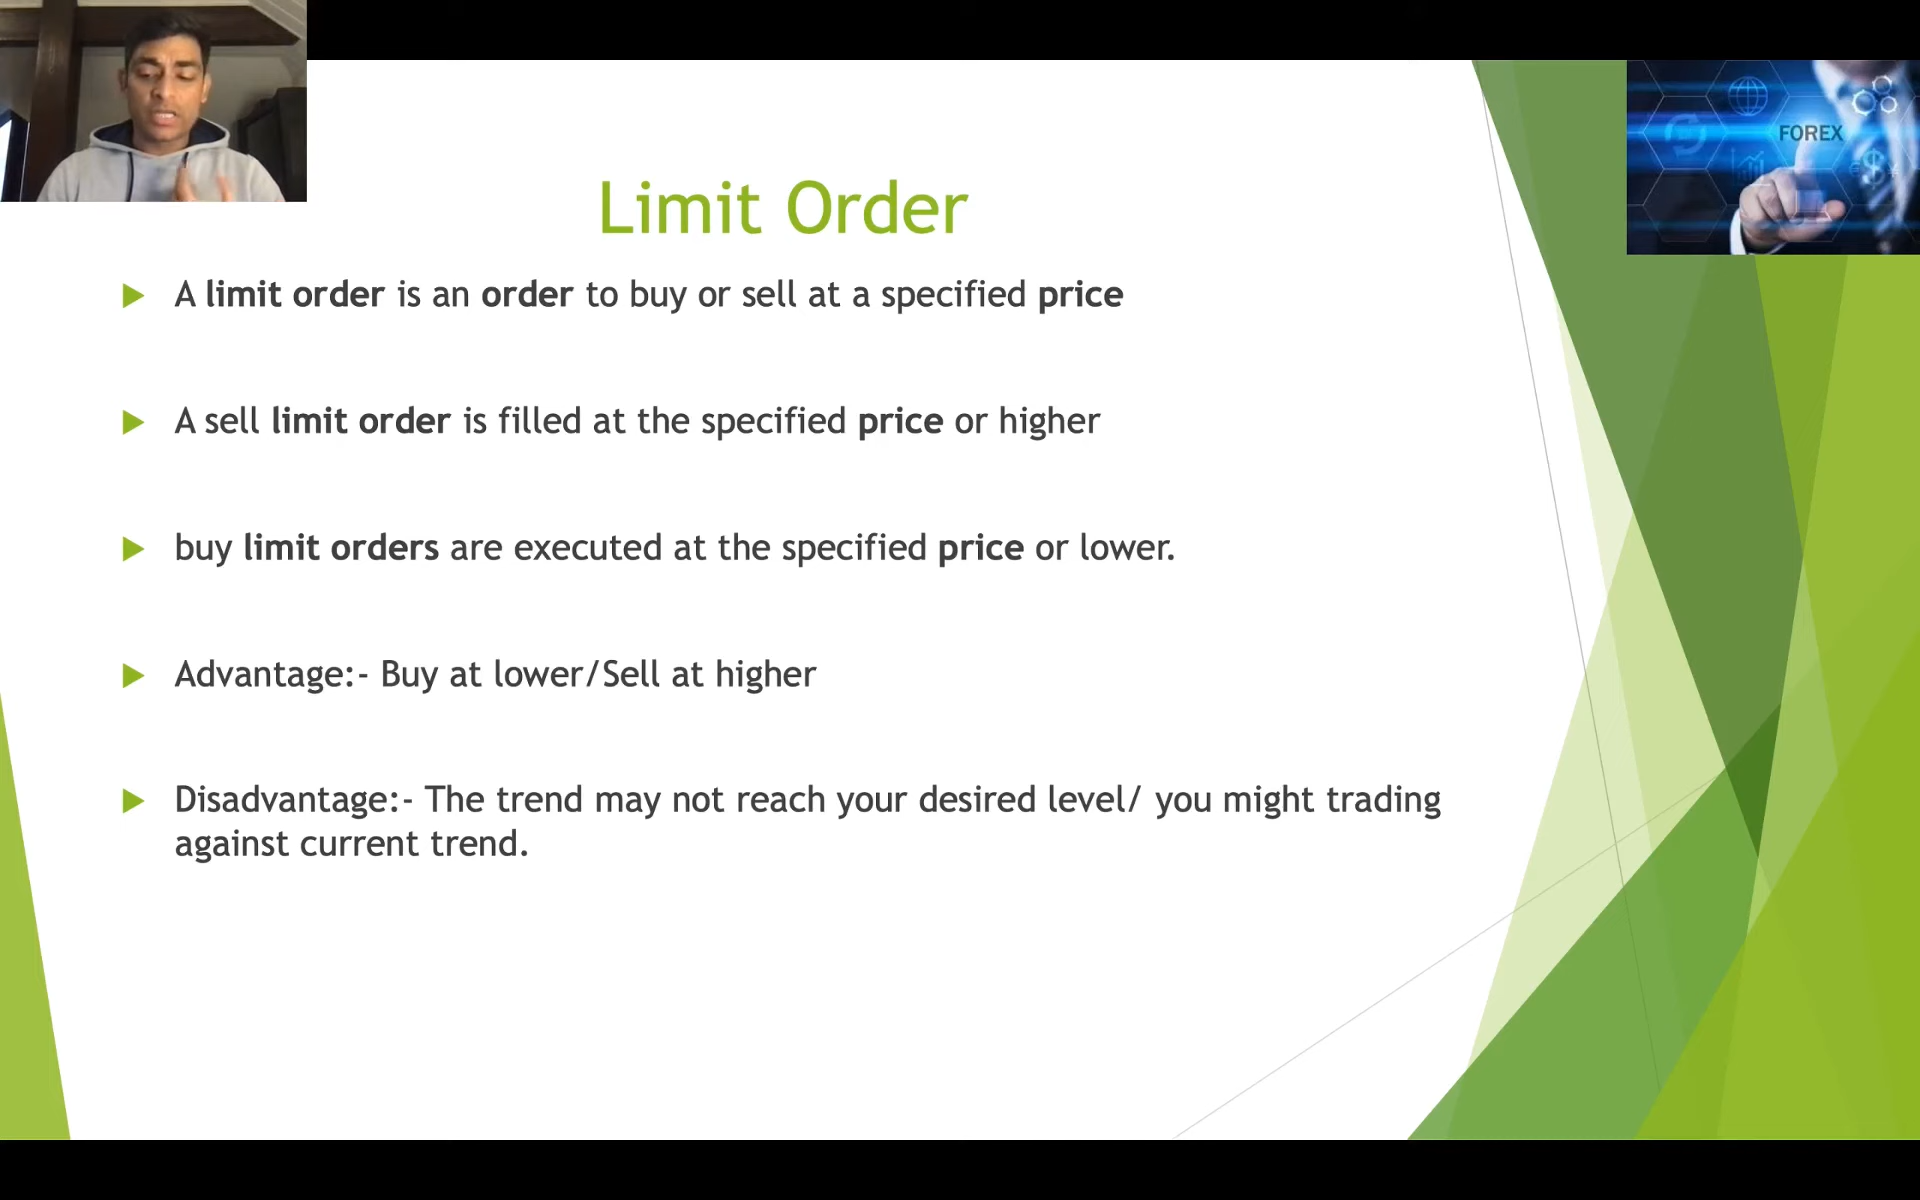 FOREX
Limit Order
A limit order is an order to buy or sell at a specified price
A sell limit order is filled at the specified price or higher
buy limit orders are executed at the specified price or lower.
Advantage:- Buy at lower/Sell at higher
Disadvantage:- The trend may not reach your desired level/ you might trading
against current trend.